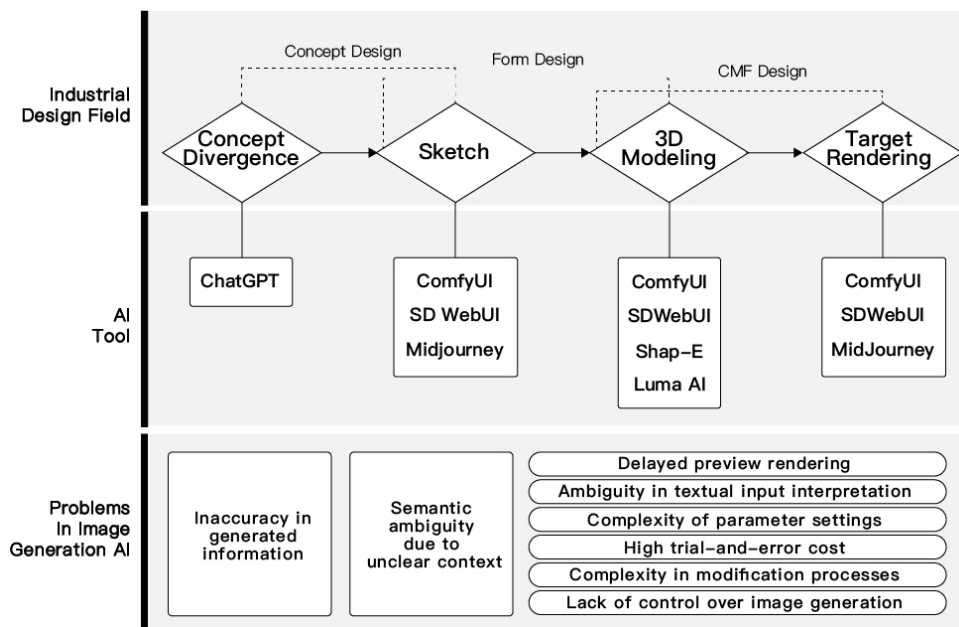 Concept Design
Form Design
CMF Design
Industrial
Design Field
Concept
Divergence
Sketch
3D
Modeling
Target
Rendering
AI
Tool
ChatGPT
ComfyUI
SD WebUI
Midjourney
ComfyUI
SDWebUI
Shap-E
Luma AI
ComfyUI
SDWebUI
MidJourney
Problems
In Image
Generation AI
Inaccuracy in
generated
information
Semantic
ambiguity
due to
unclear context
Delayed preview rendering
Ambiguity in textual input interpretation
Complexity of parameter settings
High trial-and-error cost
Complexity in modification processes
Lack of control over image generation